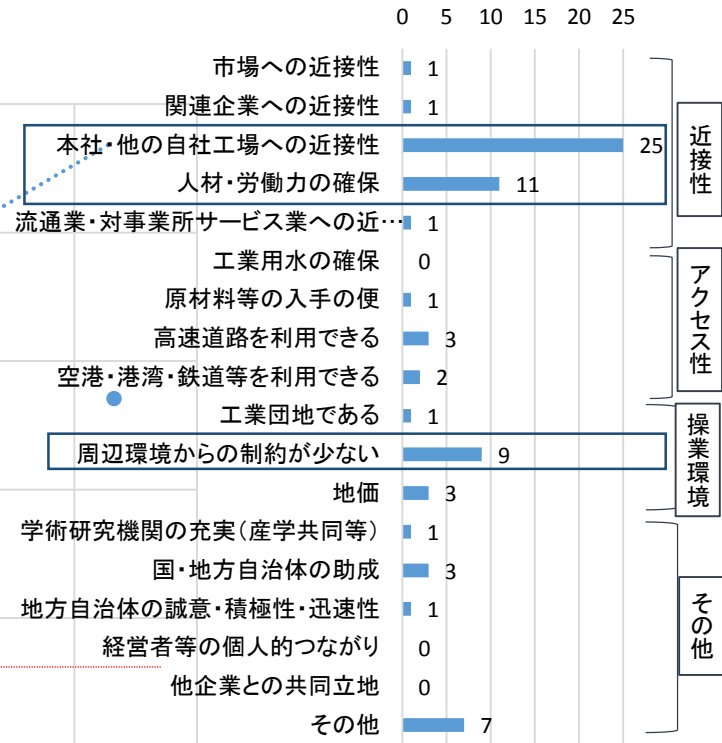 0 5 10 15 20 25
市場への近接性 1
関連企業への近接性 1
本社・他の自社工場への近接性 25
人材・労働力の確保 11
流通業・対事業所サービス業への近… 1
近接性
工業用水の確保 0
原材料等の入手の便 1
高速道路を利用できる 3
空港・港湾・鉄道等を利用できる 2
アクセス性
工業団地である 1
周辺環境からの制約が少ない 9
地価 3
操業環境
学術研究機関の充実(産学共同等) 1
国・地方自治体の助成 3
地方自治体の誠意・積極性・迅速性 1
経営者等の個人的つながり 0
他企業との共同立地 0
その他 7
その他